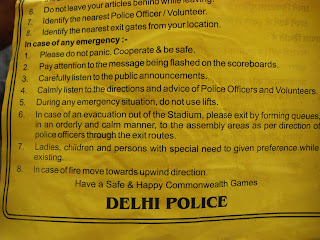 6. Do not leave your articles behind while leaving.
7. Identify the nearest Police Officer / Volunteer.
8. Identify the nearest exit gates from your location.
In case of any emergency :-
1. Please do not panic. Cooperate & be safe.
2. Pay attention to the message being flashed on the scoreboards.
3. Carefully listen to the public announcements.
4. Calmly listen to the directions and advice of Police Officers and Volunteers.
5. During any emergency situation, do not use lifts.
6. In case of an evacuation out of the Stadium, please exit by forming queues,
in an orderly and calm manner, to the assembly areas as per direction of
police officers through the exit routes.
7. Ladies, children and persons with special need to given preference while
existing.
8. In case of fire move towards upwind direction.
Have a Safe & Happy Commonwealth Games
DELHI POLICE